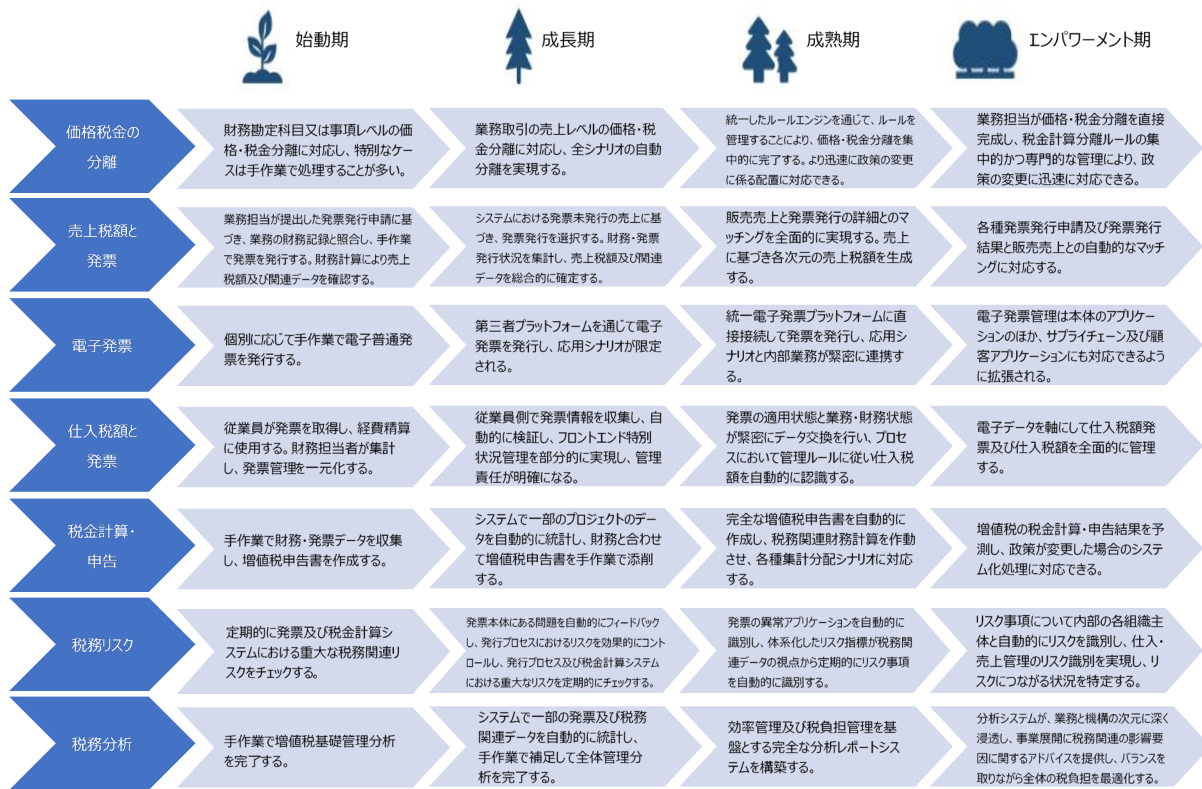 始動期
成長期
成熟期
エンパワーメント期
価格税金の
分離
財務勘定科目又は事項レベルの価
格・税金分離に対応し、特別なケー
スは手作業で処理することが多い。
業務取引の売上レベルの価格・税
金分離に対応し、全シナリオの自動
分離を実現する。
統一したルールエンジンを通じて、ルールを
管理することにより、価格・税金分離を集
中的に完了する。より迅速に政策の変更
に係る配置に対応できる。
業務担当が価格・税金分離を直接
完成し、税金計算分離ルールの集
中的かつ専門的な管理により、政
策の変更に迅速に対応できる。
売上税額と
発票
業務担当が提出した発票発行申請に基
づき、業務の財務記録と照合し、手作業
で発票を発行する。財務計算により売上
税額及び関連データを確認する。
システムにおける発票未発行の売上に基
づき、発票発行を選択する。財務・発票
発行状況を集計し、売上税額及び関連
データを総合的に確定する。
販売売上と発票発行の詳細とのマ
ッチングを全面的に実現する。売上
に基づき各次元の売上税額を生成
する。
各種発票発行申請及び発票発行
結果と販売売上との自動的なマッ
チングに対応する。
電子発票
個別に応じて手作業で電子普通発
票を発行する。
第三者プラットフォームを通じて電子
発票を発行し、応用シナリオが限定
される。
統一電子発票プラットフォームに直
接接続して発票を発行し、応用シナ
リオと内部業務が緊密に連携す
る。
電子発票管理は本体のアプリケー
ションのほか、サプライチェーン及び顧
客アプリケーションにも対応できるよう
に拡張される。
仕入税額と
発票
従業員が発票を取得し、経費精算
に使用する。財務担当者が集計
し、発票管理を一元化する。
従業員側で発票情報を収集し、自
動的に検証し、フロントエンド特別
状況管理を部分的に実現し、管理
責任が明確になる。
発票の適用状態と業務・財務状態
が緊密にデータ交換を行い、プロセ
スにおいて管理ルールに従い仕入税
額を自動的に認識する。
電子データを軸にして仕入税額発
票及び仕入税額を全面的に管理
する。
税金計算・
申告
手作業で財務・発票データを収集
し、増値税申告書を作成する。
システムで一部のプロジェクトのデー
タを自動的に統計し、財務と合わせ
て増値税申告書を手作業で添削
する。
完全な増値税申告書を自動的に
作成し、税務関連財務計算を作動
させ、各種集計分配シナリオに対応す
る。
増値税の税金計算・申告結果を予
測し、政策が変更した場合のシステ
ム化処理に対応できる。
税務リスク
定期的に発票及び税金計算シ
ステムにおける重大な税務関連リ
スクをチェックする。
発票本体にある問題を自動的にフィードバック
し、発行プロセスにおけるリスクを効果的にコント
ロールし、発行プロセス及び税金計算システム
における重大なリスクを定期的にチェックする。
発票の異常アプリケーションを自動的に
識別し、体系化したリスク指標が税務関
連データの視点から定期的にリスク事項
を自動的に識別する。
リスク事項について内部の各組織主
体と自動的にリスクを識別し、仕入・
売上管理のリスク識別を実現し、リ
スクにつながる状況を特定する。
税務分析
手作業で増値税基礎管理分析
を完了する。
システムで一部の発票及び税務
関連データを自動的に統計し、
手作業で補足して全体管理分
析を完了する。
効率管理及び税負担管理を基
盤とする完全な分析レポートシス
テムを構築する。
分析システムが、業務と機構の次元に深く
浸透し、事業展開に税務関連の影響要
因に関するアドバイスを提供し、バランスを
取りながら全体の税負担を最適化する。